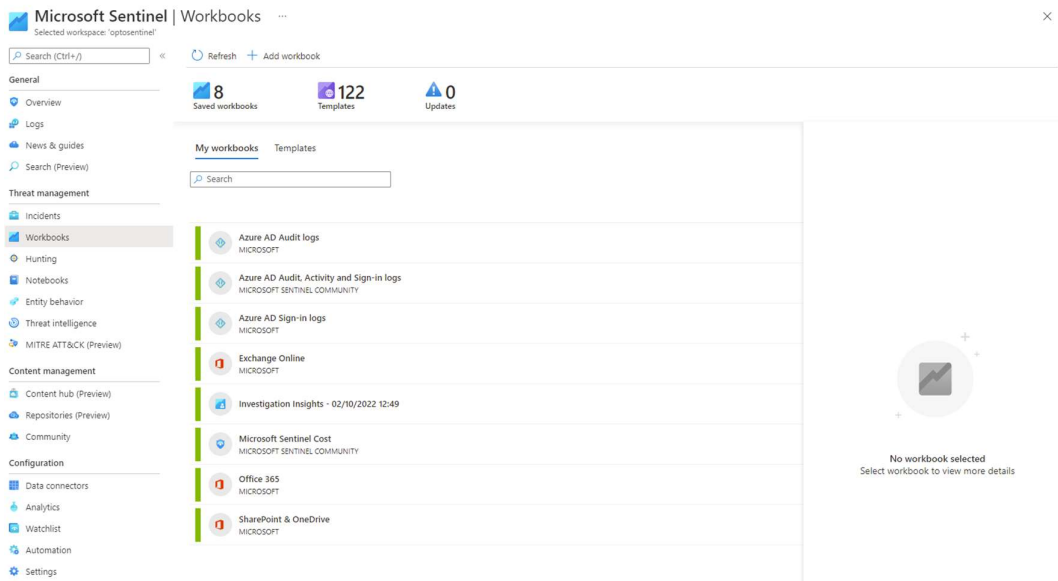 Microsoft Sentinel | Workbooks ...
Selected workspace: 'optosentinel'
Search (Ctrl+/)
«
General
Overview
Logs
News & guides
Search (Preview)
Threat management
Incidents
Workbooks
Hunting
Notebooks
Entity behavior
Threat intelligence
MITRE ATT&CK (Preview)
Content management
Content hub (Preview)
Repositories (Preview)
Community
Configuration
Data connectors
Analytics
Watchlist
Automation
Settings
Refresh + Add workbook
8
Saved workbooks
122
Templates
0
Updates
My workbooks Templates
Search
Azure AD Audit logs
MICROSOFT
Azure AD Audit, Activity and Sign-in logs
MICROSOFT SENTINEL COMMUNITY
Azure AD Sign-in logs
MICROSOFT
Exchange Online
MICROSOFT
Investigation Insights - 02/10/2022 12:49
Microsoft Sentinel Cost
MICROSOFT SENTINEL COMMUNITY
Office 365
MICROSOFT
SharePoint & OneDrive
MICROSOFT
No workbook selected
Select workbook to view more details